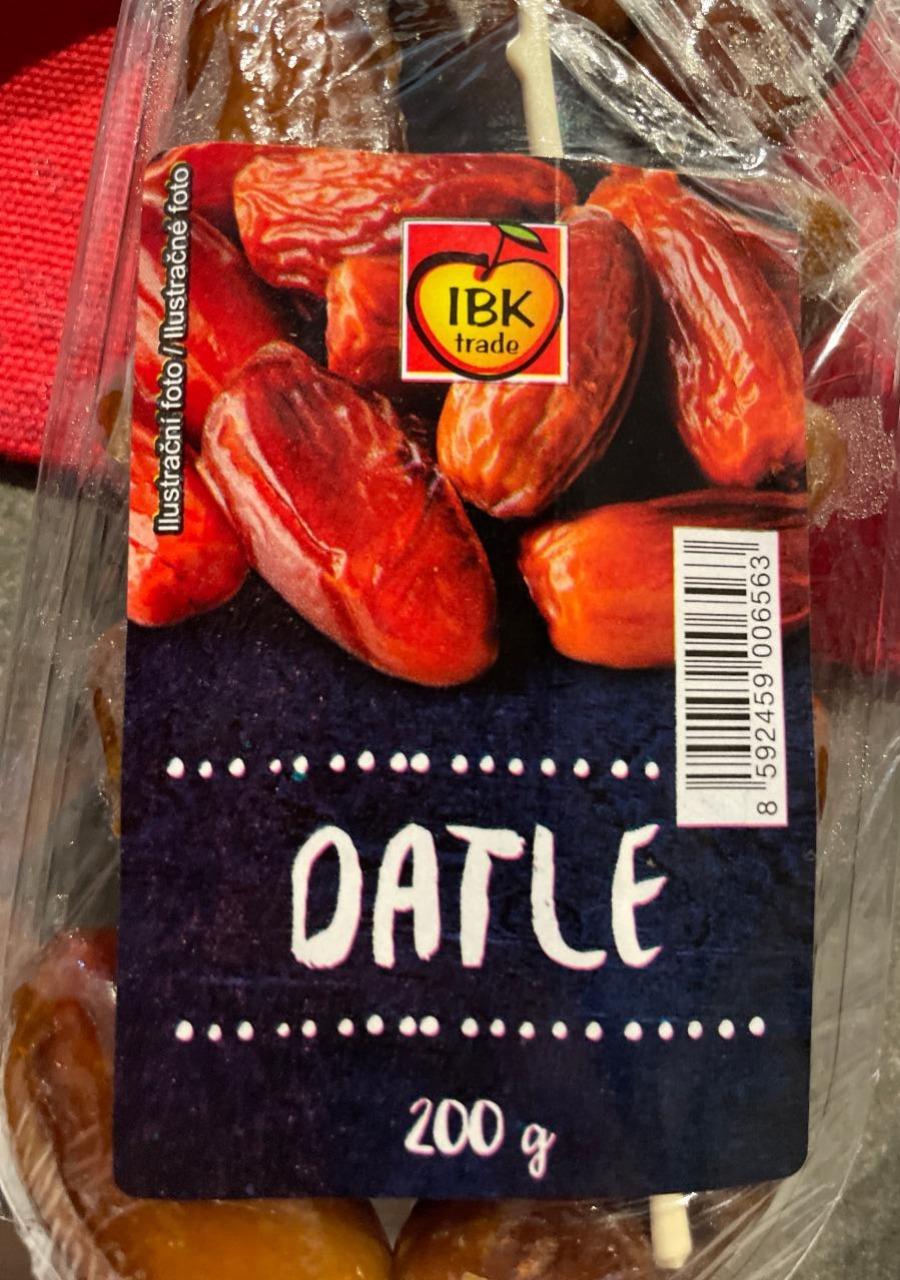 Ilustrační foto / Ilustračné foto
IBK
trade
8 592459 006563
DATLE
200 g